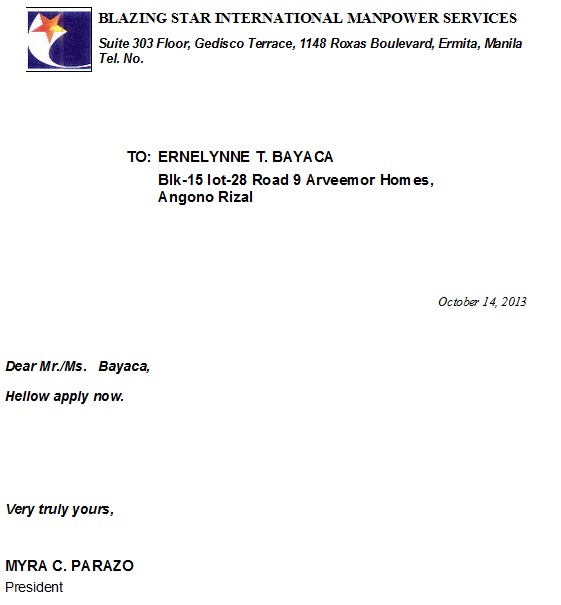 BLAZING STAR INTERNATIONAL MANPOWER SERVICES
Suite 303 Floor, Gedisco Terrace, 1148 Roxas Boulevard, Ermita, Manila
Tel. No.
TO: ERNELYNNE T. BAYACA
Blk-15 lot-28 Road 9 Arveemor Homes,
Angono Rizal
October 14, 2013
Dear Mr./Ms. Bayaca,
Hellow apply now.
Very truly yours,
MYRA C. PARAZO
President